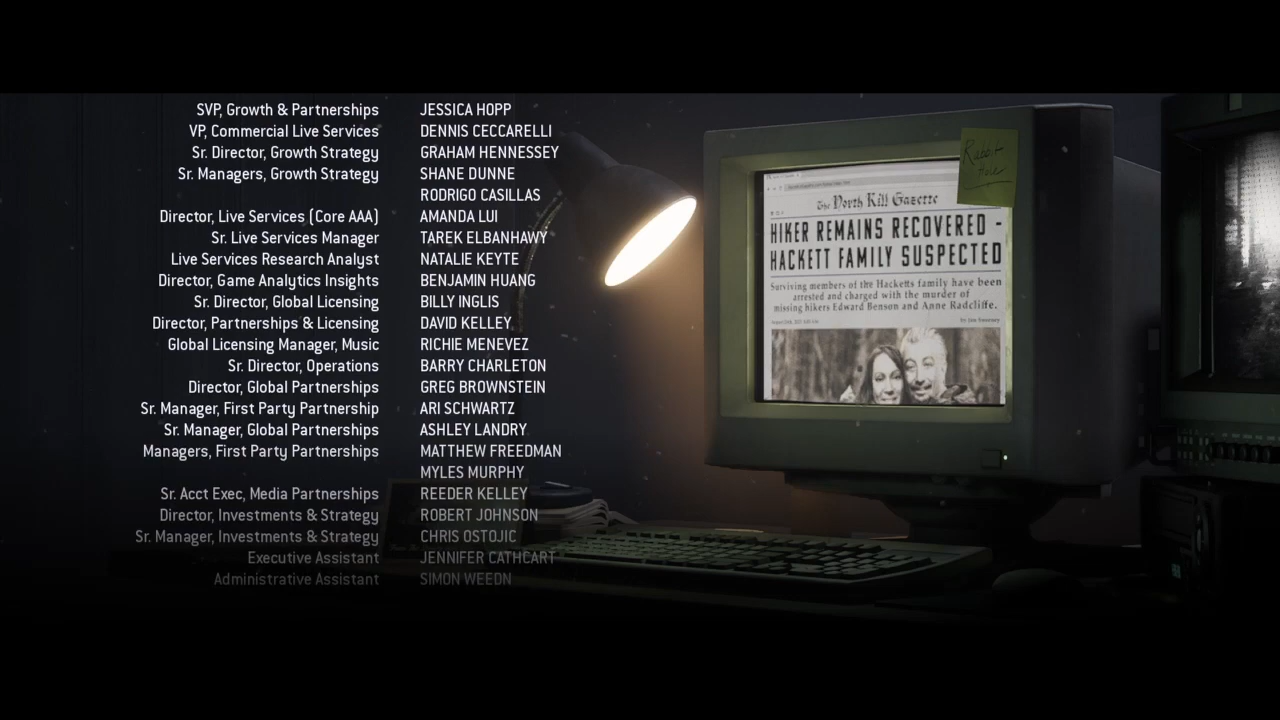 SVP, Growth & Partnerships JESSICA HOPP
VP, Commercial Live Services DENNIS CECCARELLI
Sr. Director, Growth Strategy GRAHAM HENNESSEY
Sr. Managers, Growth Strategy SHANE DUNNE
RODRIGO CASILLAS
Director, Live Services (Core AAA) AMANDA LUI
Sr. Live Services Manager TAREK ELBANHAWY
Live Services Research Analyst NATALIE KEYTE
Director, Game Analytics Insights BENJAMIN HUANG
Sr. Director, Global Licensing BILLY INGLIS
Director, Partnerships & Licensing DAVID KELLEY
Global Licensing Manager, Music RICHIE MENEVEZ
Sr. Director, Operations BARRY CHARLETON
Director, Global Partnerships GREG BROWNSTEIN
Sr. Manager, First Party Partnership ARI SCHWARTZ
Sr. Manager, Global Partnerships ASHLEY LANDRY
Managers, First Party Partnerships MATTHEW FREEDMAN
MYLES MURPHY
Sr. Acct Exec, Media Partnerships REEDER KELLEY
Director, Investments & Strategy ROBERT JOHNSON
Sr. Manager, Investments & Strategy CHRIS OSTOJIC
Executive Assistant JENNIFER CATHCART
Administrative Assistant SIMON WEEDN
The North Kill Gazette
HIKER REMAINS RECOVERED -
HACKETT FAMILY SUSPECTED
Surviving members of the Hacketts family have been
arrested and charged with the murder of
missing hikers Edward Benson and Anne Radcliffe.